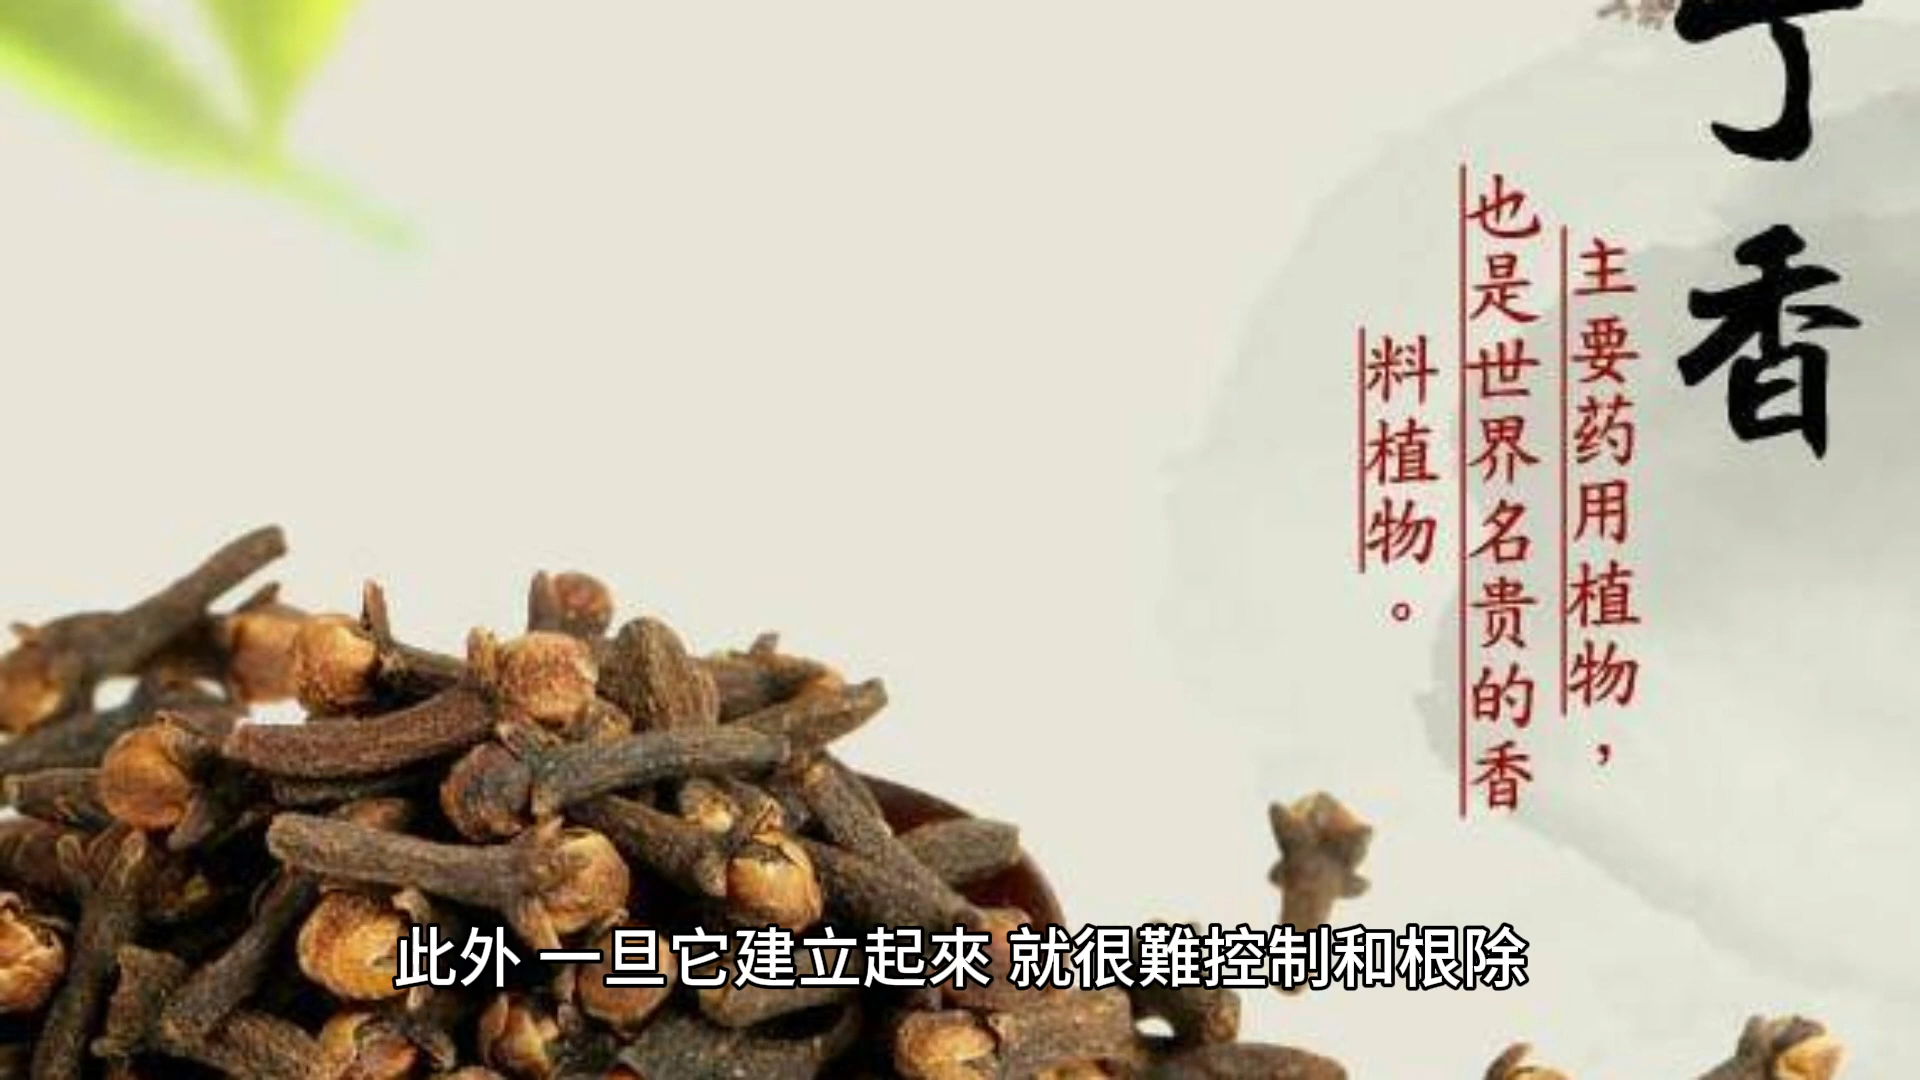 丁香
主要药用植物，
也是世界名贵的香
料植物。
此外 一旦它建立起來 就很難控制和根除